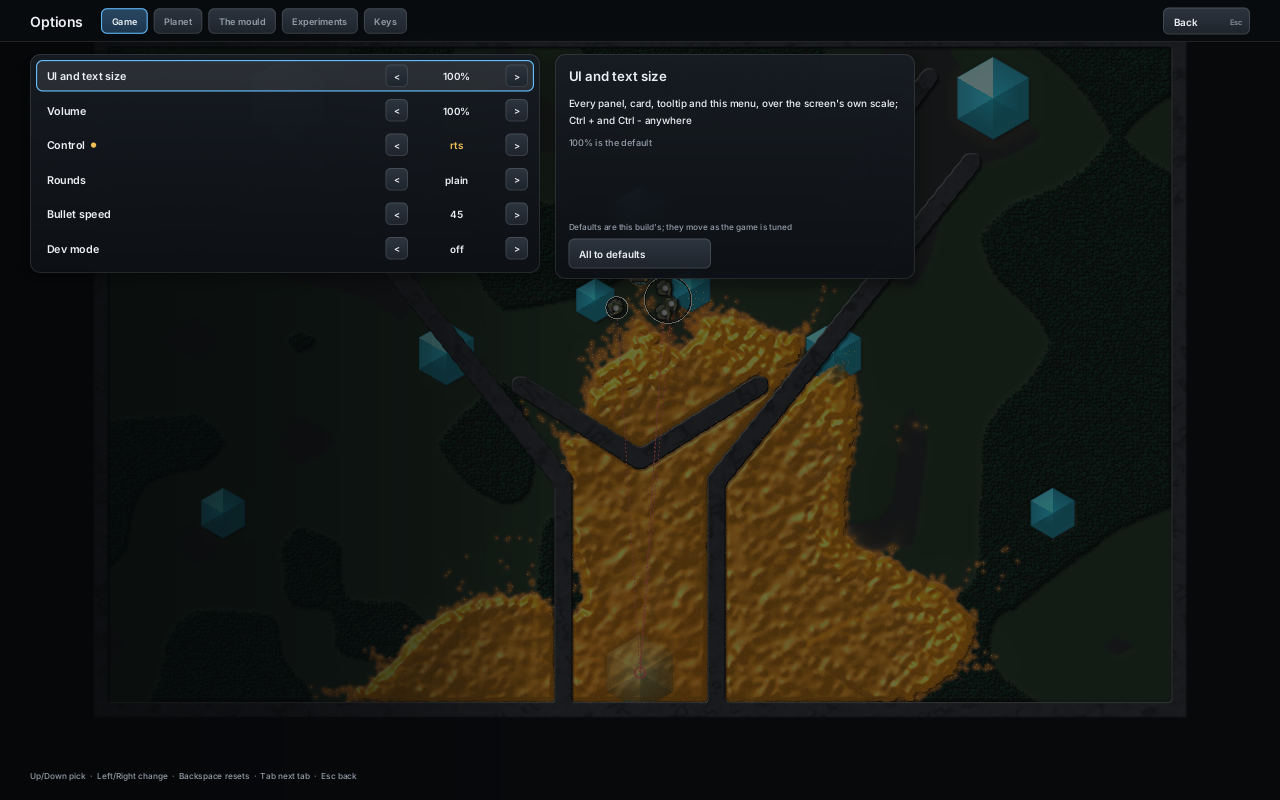 Options
Game
Planet
The mould
Experiments
Keys
Back
Esc
UI and text size
<
100%
>
Volume
<
100%
>
Control
<
rts
>
Rounds
<
plain
>
Bullet speed
<
45
>
Dev mode
<
off
>
UI and text size
Every panel, card, tooltip and this menu, over the screen's own scale;
Ctrl + and Ctrl - anywhere
100% is the default
Defaults are this build's; they move as the game is tuned
All to defaults
Up/Down pick · Left/Right change · Backspace resets · Tab next tab · Esc back